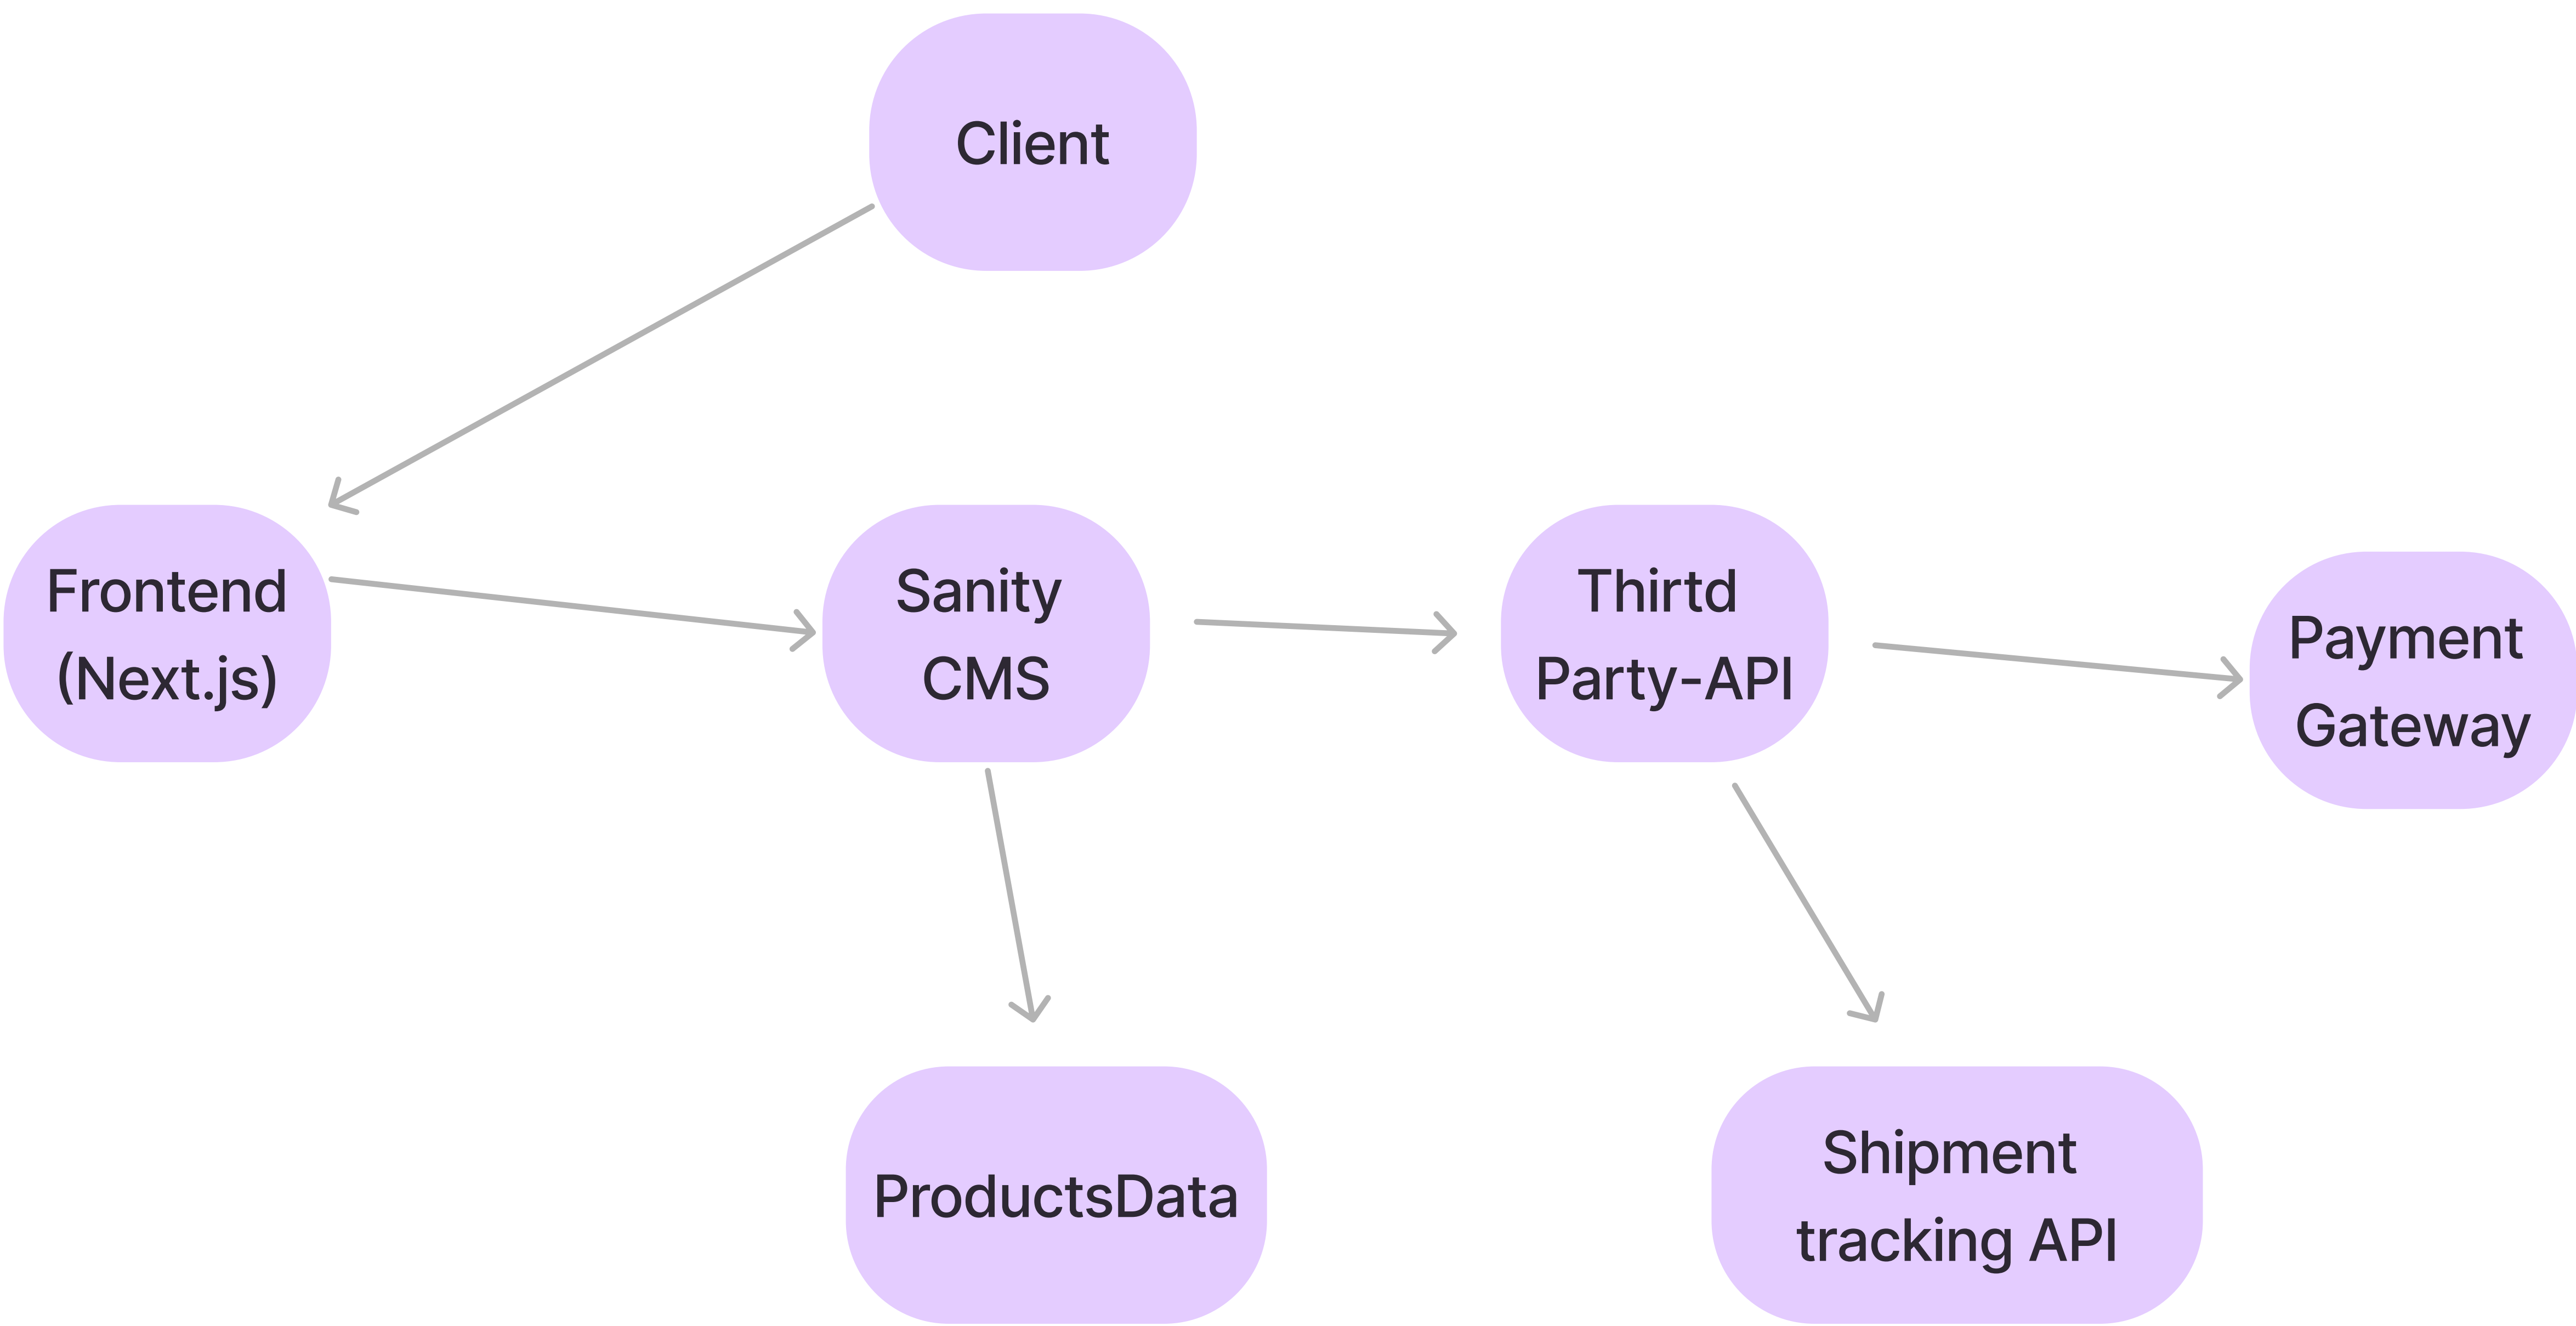 Client
Frontend
(Next.js)
Sanity
CMS
Thirtd
Party-API
Payment
Gateway
ProductsData
Shipment
tracking API